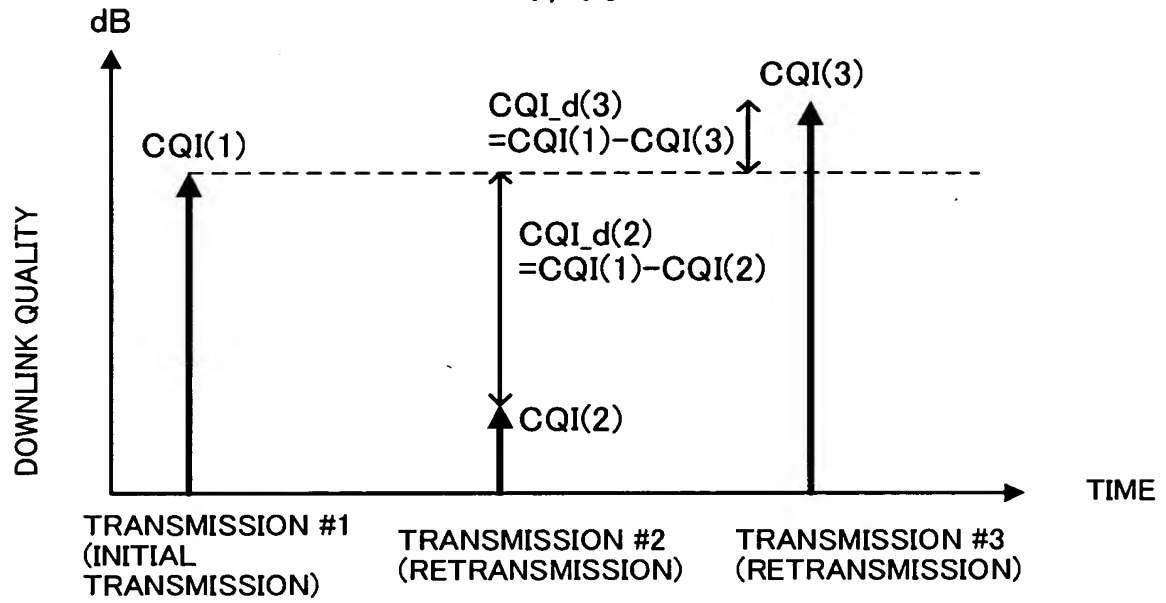 dB
CQI(3)
CQI_d(3)
=CQI(1)-CQI(3)
CQI(1)
CQI_d(2)
=CQI(1)-CQI(2)
DOWNLINK QUALITY
CQI(2)
TIME
TRANSMISSION #1
(INITIAL
TRANSMISSION)
TRANSMISSION #2
(RETRANSMISSION)
TRANSMISSION #3
(RETRANSMISSION)